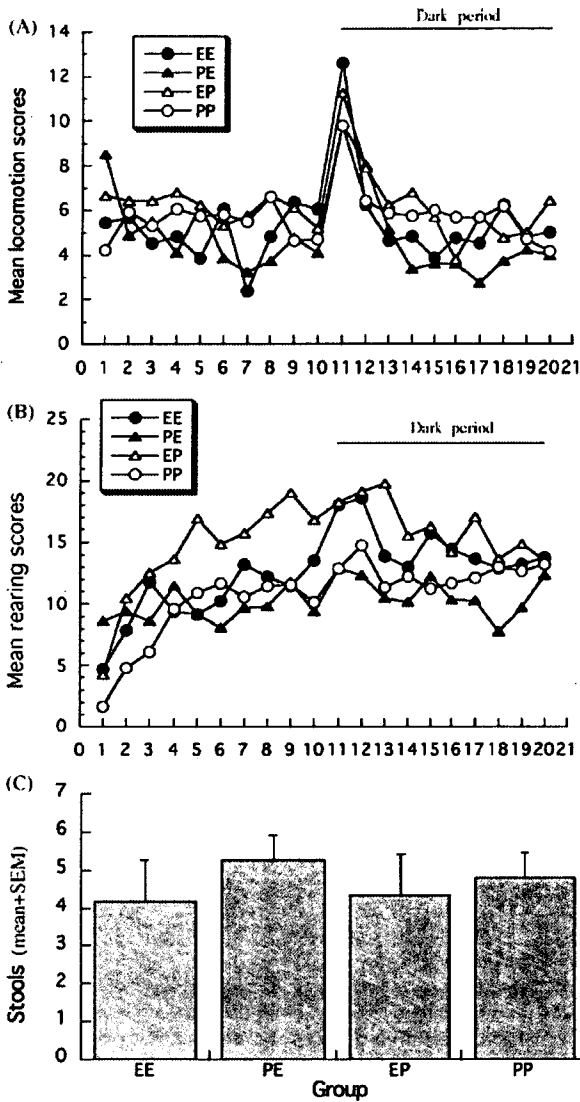 (A)
Dark period
14
12
10
8
6
4
2
0
Mean locomotion scores
EE
PE
EP
PP
0 1 2 3 4 5 6 7 8 9 10 11 12 13 14 15 16 17 18 19 20 21
(B)
Dark period
25
20
15
10
5
0
Mean rearing scores
EE
PE
EP
PP
0 1 2 3 4 5 6 7 8 9 10 11 12 13 14 15 16 17 18 19 20 21
(C)
7
6
5
4
3
2
1
0
Stools (mean+SEM)
EE PE EP PP
Group